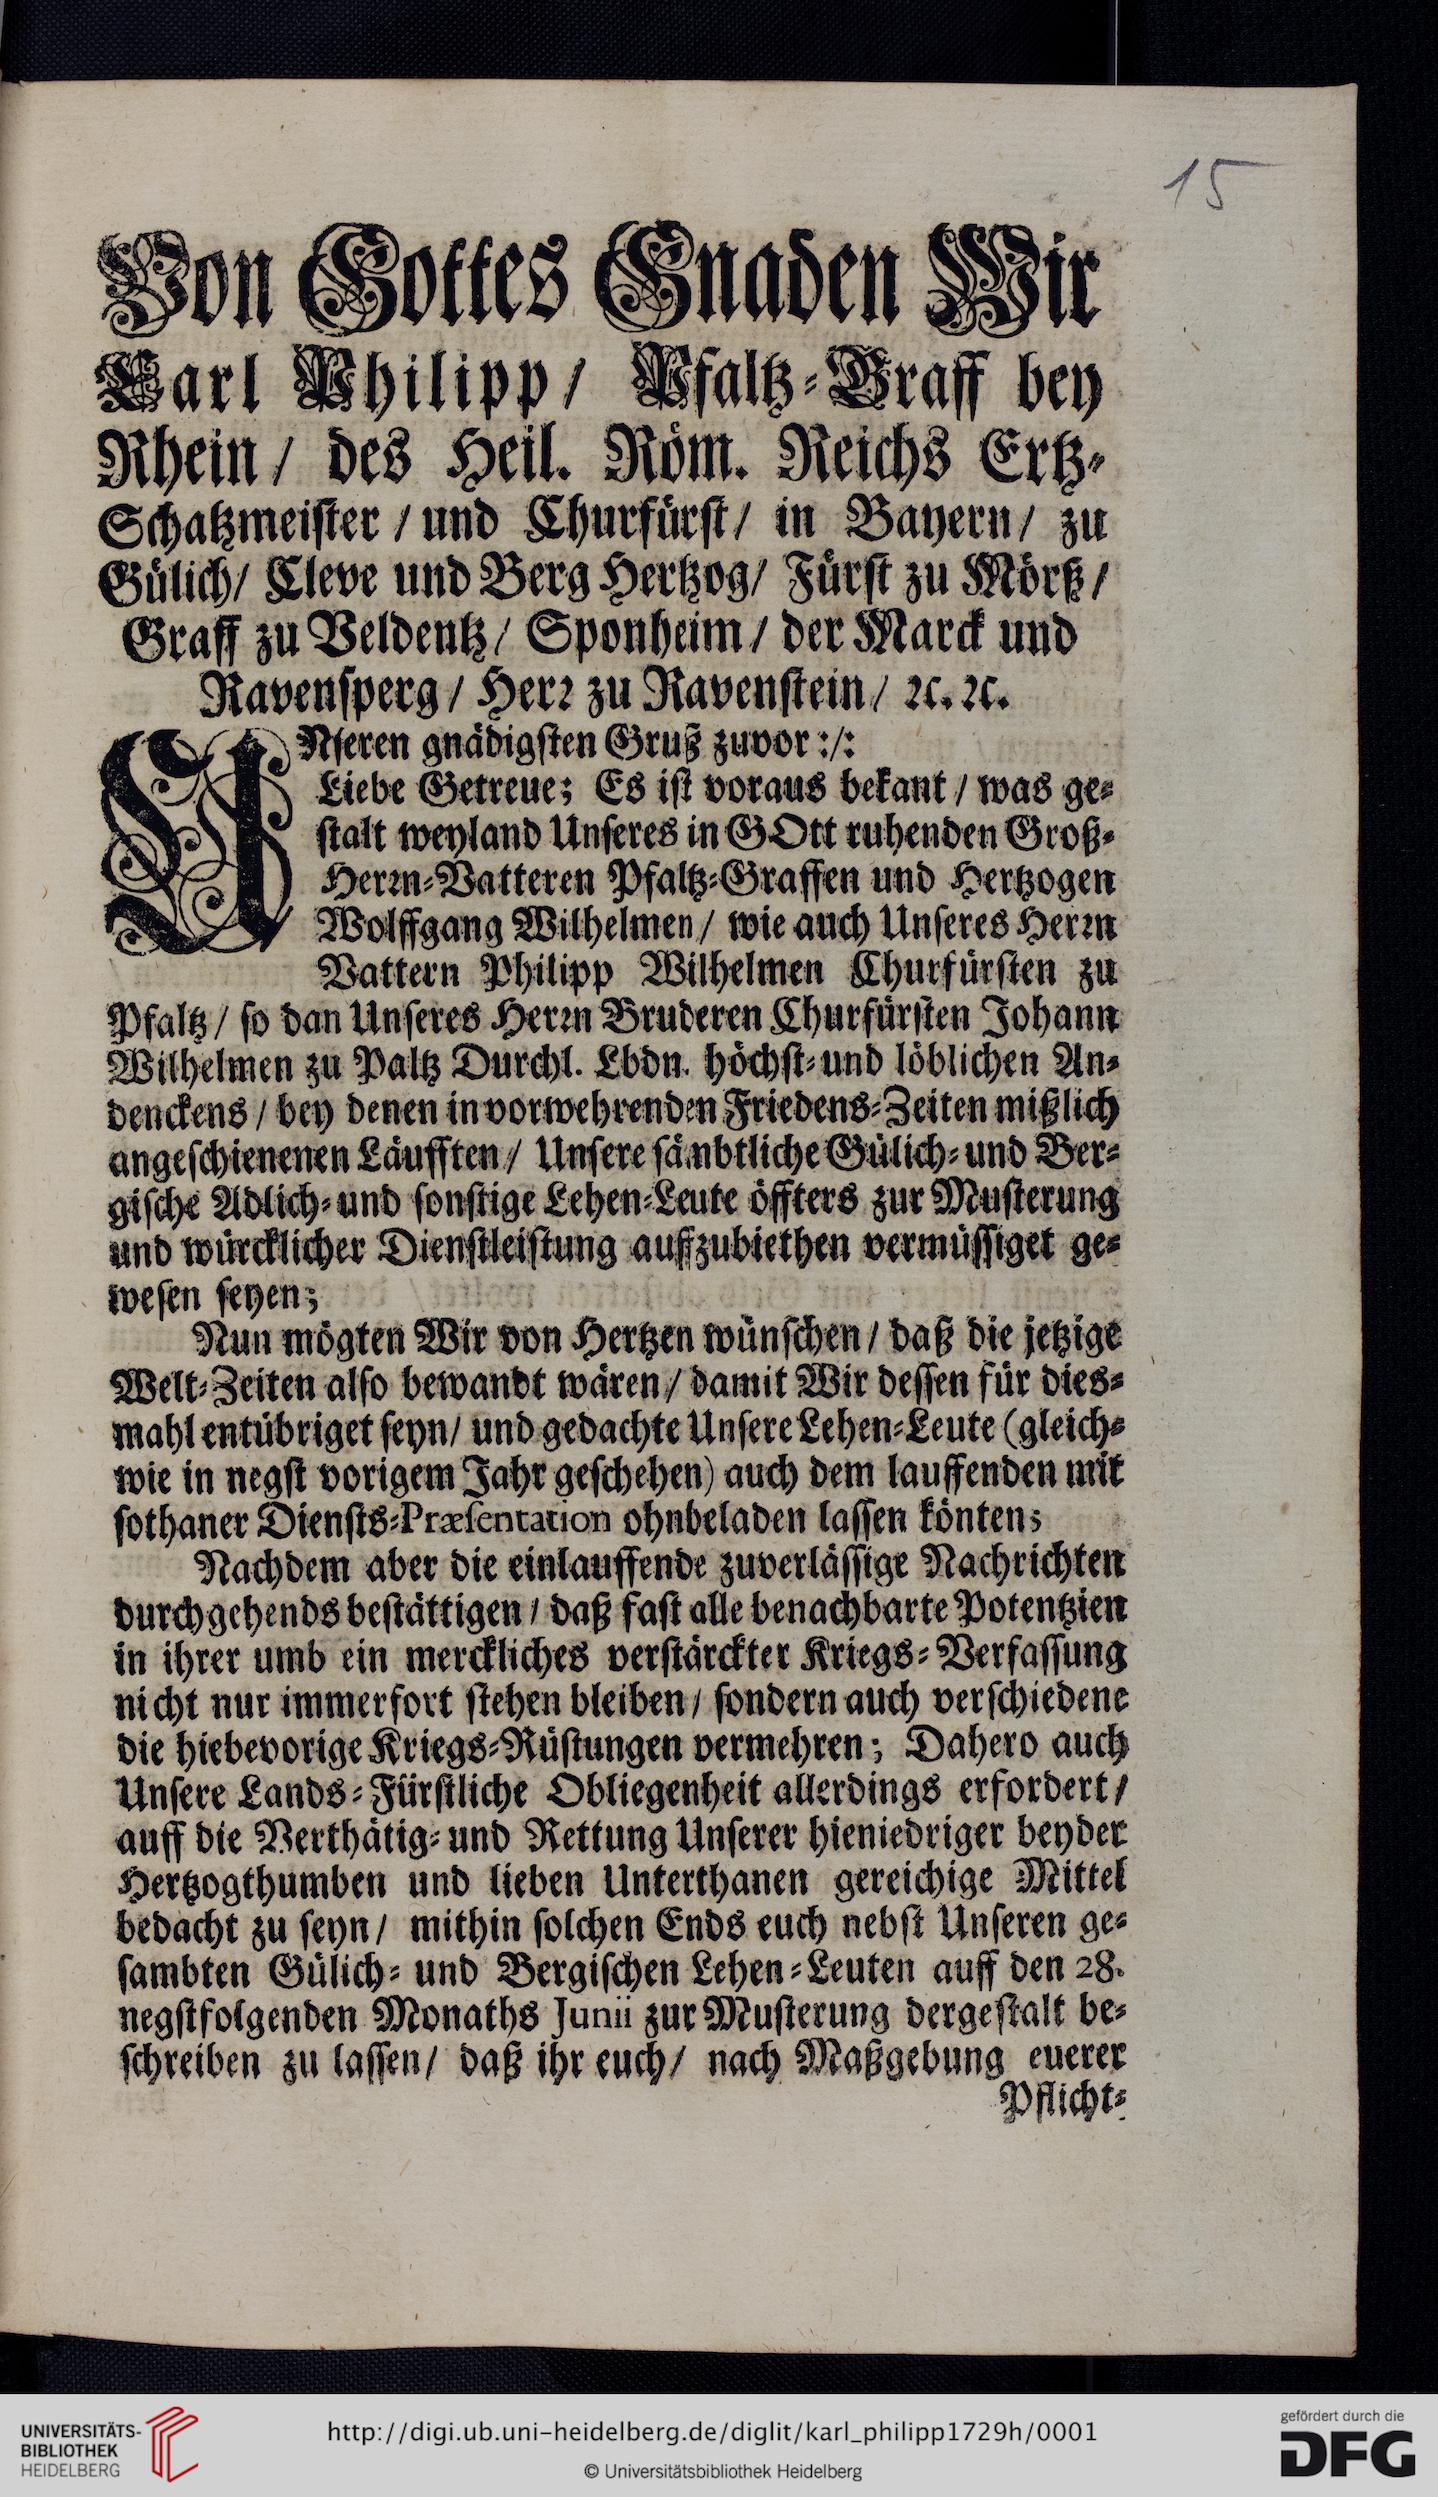 15
Von Gottes Gnaden Wir
Carl Philipp / Pfaltz-Graff bey
Rhein / des Heil. Röm. Reichs Ertz-
Schatzmeister / und Churfürst / in Bayern / zu
Gülich / Cleve und Berg Hertzog / Fürst zu Mörß /
Graff zu Veldentz / Sponheim / der Marck und
Ravensperg / Herr zu Ravenstein / ꝛc. ꝛc.
UNseren gnädigsten Gruß zuvor :/:
Liebe Getreue; Es ist voraus bekant / was ge-
stalt weyland Unseres in GOtt ruhenden Groß-
Herrn-Vatteren Pfaltz-Graffen und Hertzogen
Wolffgang Wilhelmen / wie auch Unseres Herrn
Vattern Philipp Wilhelmen Churfürsten zu
Pfaltz / so dan Unseres Herrn Bruderen Churfürsten Johann
Wilhelmen zu Paltz Durchl. Lbdn. höchst- und löblichen An-
denckens / bey denen in vorwehrenden Friedens-Zeiten mißlich
angeschienenen Läufften / Unsere sämbtliche Gülich- und Ber-
gische Adlich- und sonstige Lehen-Leute öffters zur Musterung
und würcklicher Dienstleistung auffzubiethen vermüssiget ge-
wesen seyen;
Nun mögten Wir von Hertzen wünschen / daß die jetzige
Welt-Zeiten also bewandt wären / damit Wir dessen für dies-
mahl entübriget seyn / und gedachte Unsere Lehen-Leute (gleich-
wie in negst vorigem Jahr geschehen) auch dem lauffenden mit
sothaner Diensts-Præsentation ohnbeladen lassen könten;
Nachdem aber die einlauffende zuverlässige Nachrichten
durchgehends bestättigen / daß fast alle benachbarte Potentzien
in ihrer umb ein merckliches verstärckter Kriegs-Verfassung
nicht nur immerfort stehen bleiben / sondern auch verschiedene
die hiebevorige Kriegs-Rüstungen vermehren; Dahero auch
Unsere Lands-Fürstliche Obliegenheit allerdings erfordert /
auff die Verthätig- und Rettung Unserer hieniedriger beyder
Hertzogthumben und lieben Unterthanen gereichige Mittel
bedacht zu seyn / mithin solchen Ends euch nebst Unseren ge-
sambten Gülich- und Bergischen Lehen-Leuten auff den 28.
negstfolgenden Monaths Junii zur Musterung dergestalt be-
schreiben zu lassen / daß ihr euch / nach Maßgebung euerer
Pflicht-
UNIVERSITÄTS-
BIBLIOTHEK
HEIDELBERG
http://digi.ub.uni-heidelberg.de/diglit/karl_philipp1729h/0001
© Universitätsbibliothek Heidelberg
gefördert durch die
DFG